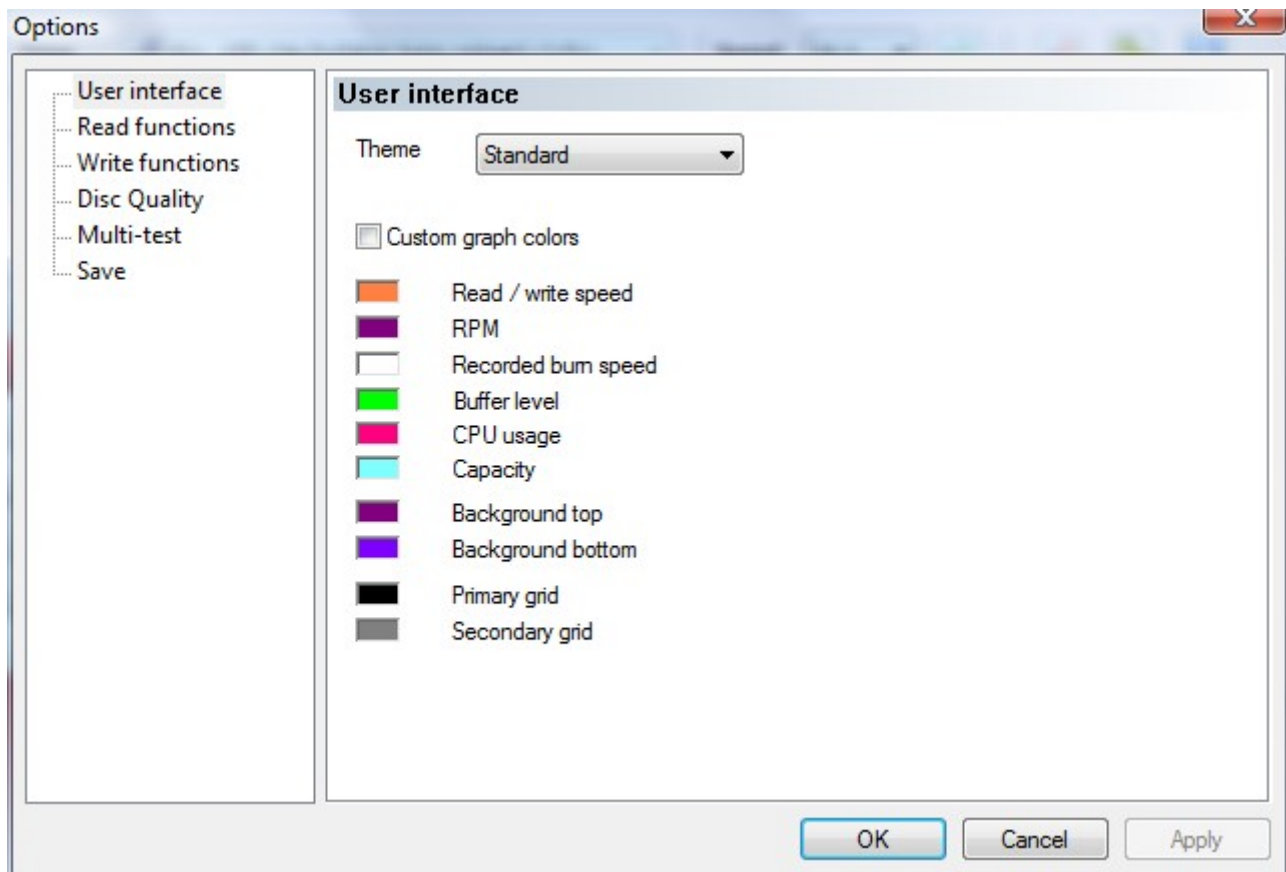 Options
User interface
Read functions
Write functions
Disc Quality
Multi-test
Save
User interface
Theme
Standard
Custom graph colors
Read / write speed
RPM
Recorded burn speed
Buffer level
CPU usage
Capacity
Background top
Background bottom
Primary grid
Secondary grid
OK
Cancel
Apply